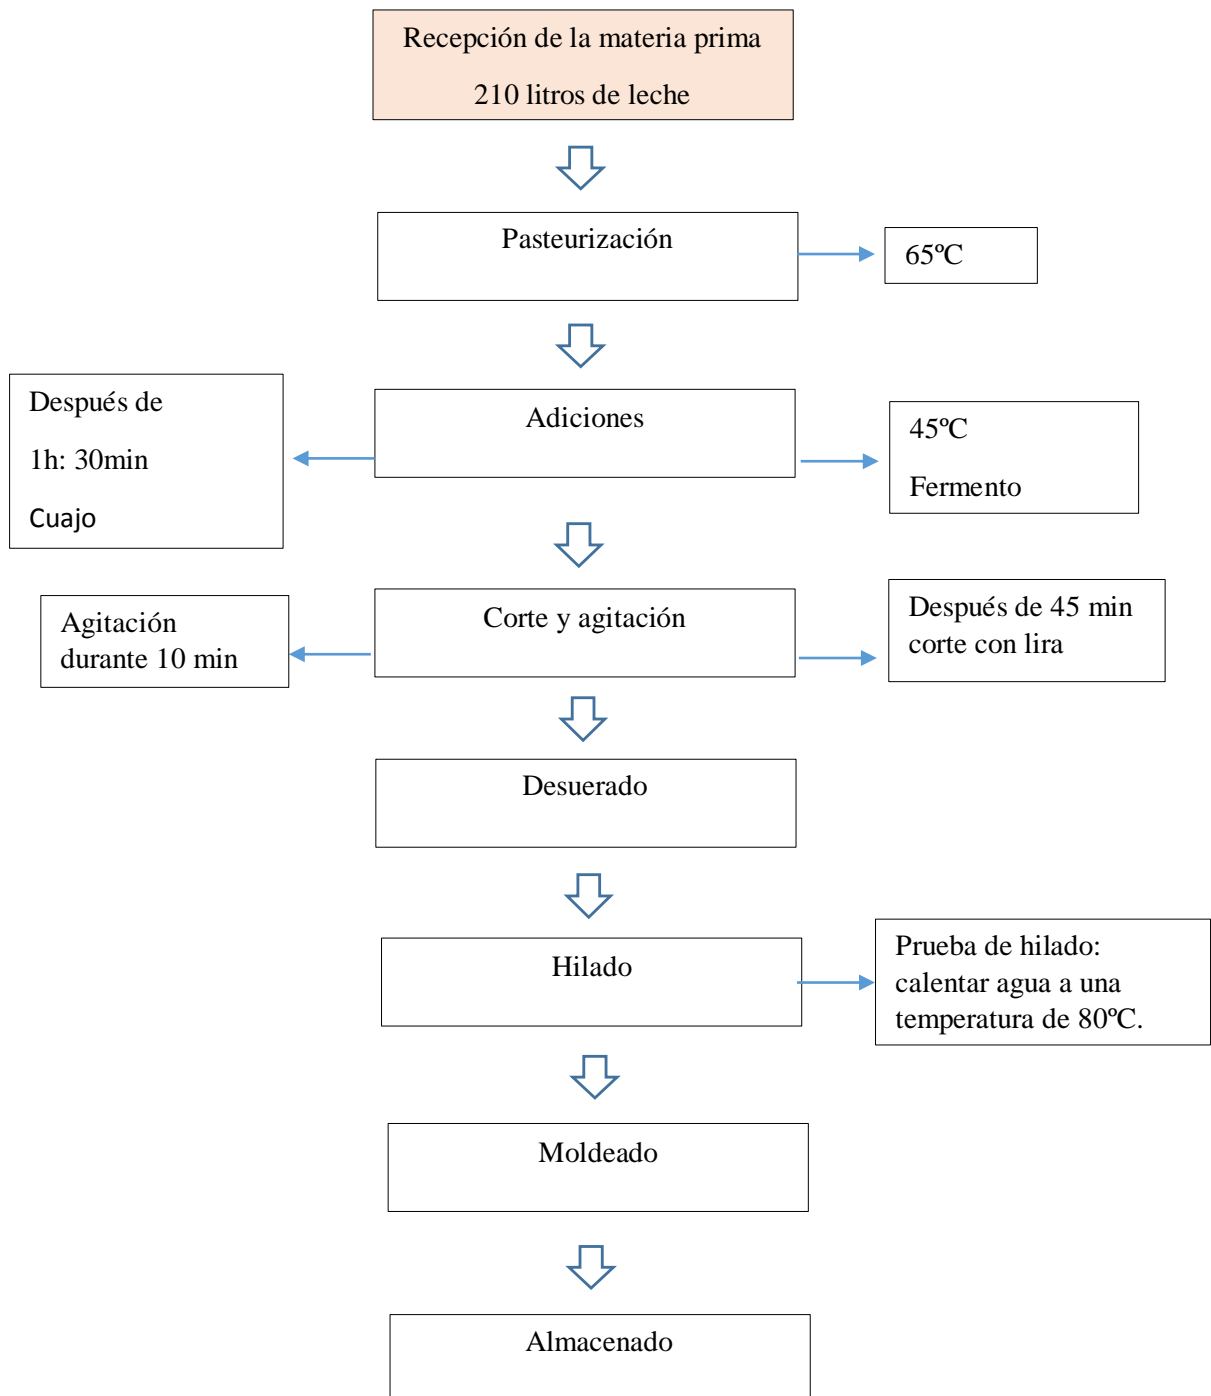 Recepción de la materia prima
210 litros de leche
Pasteurización
65ºC
Adiciones
Después de
1h: 30min
Cuajo
45ºC
Fermento
Corte y agitación
Agitación
durante 10 min
Después de 45 min
corte con lira
Desuerado
Hilado
Prueba de hilado:
calentar agua a una
temperatura de 80ºC.
Moldeado
Almacenado